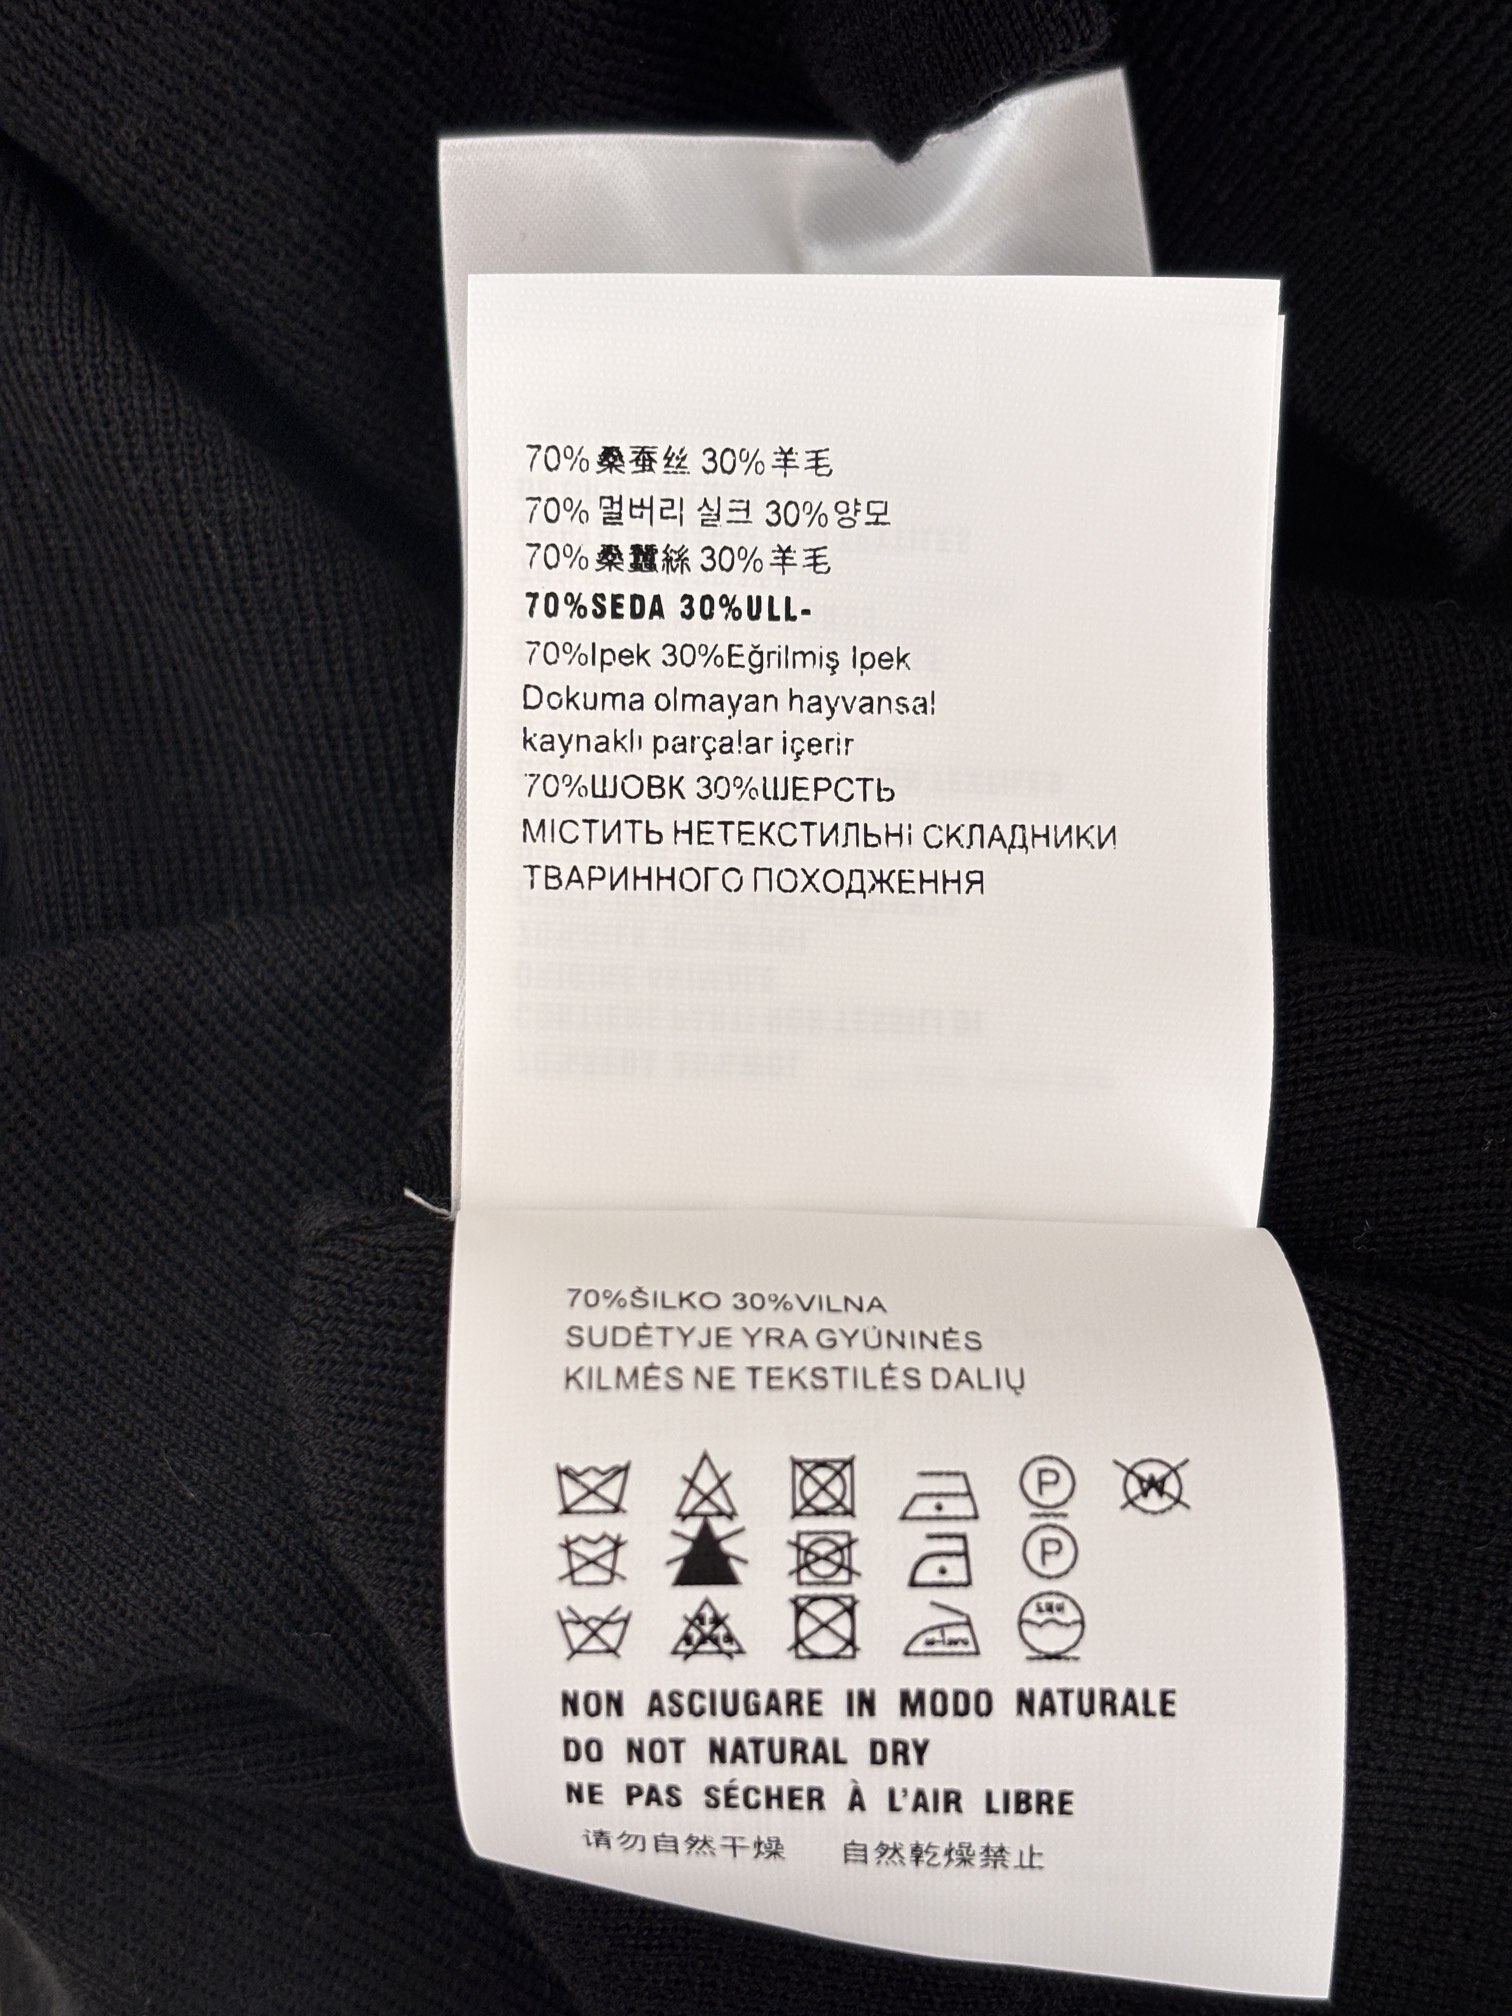 70%桑蚕丝 30%羊毛
70% 멀버리 실크 30%양모
70%桑蠶絲 30%羊毛
70%SEDA 30%ULL-
70%Ipek 30%Eğrilmiş Ipek
Dokuma olmayan hayvansal
kaynaklı parçalar içerir
70%ШОВК 30%ШЕРСТЬ
МІСТИТЬ НЕТЕКСТИЛЬНі СКЛАДНИКИ
ТВАРИННОГО ПОХОДЖЕННЯ
70%ŠILKO 30%VILNA
SUDĖTYJE YRA GYŪNINĖS
KILMĖS NE TEKSTILĖS DALIŲ
P W
P
NON ASCIUGARE IN MODO NATURALE
DO NOT NATURAL DRY
NE PAS SÉCHER À L'AIR LIBRE
请勿自然干燥 自然乾燥禁止